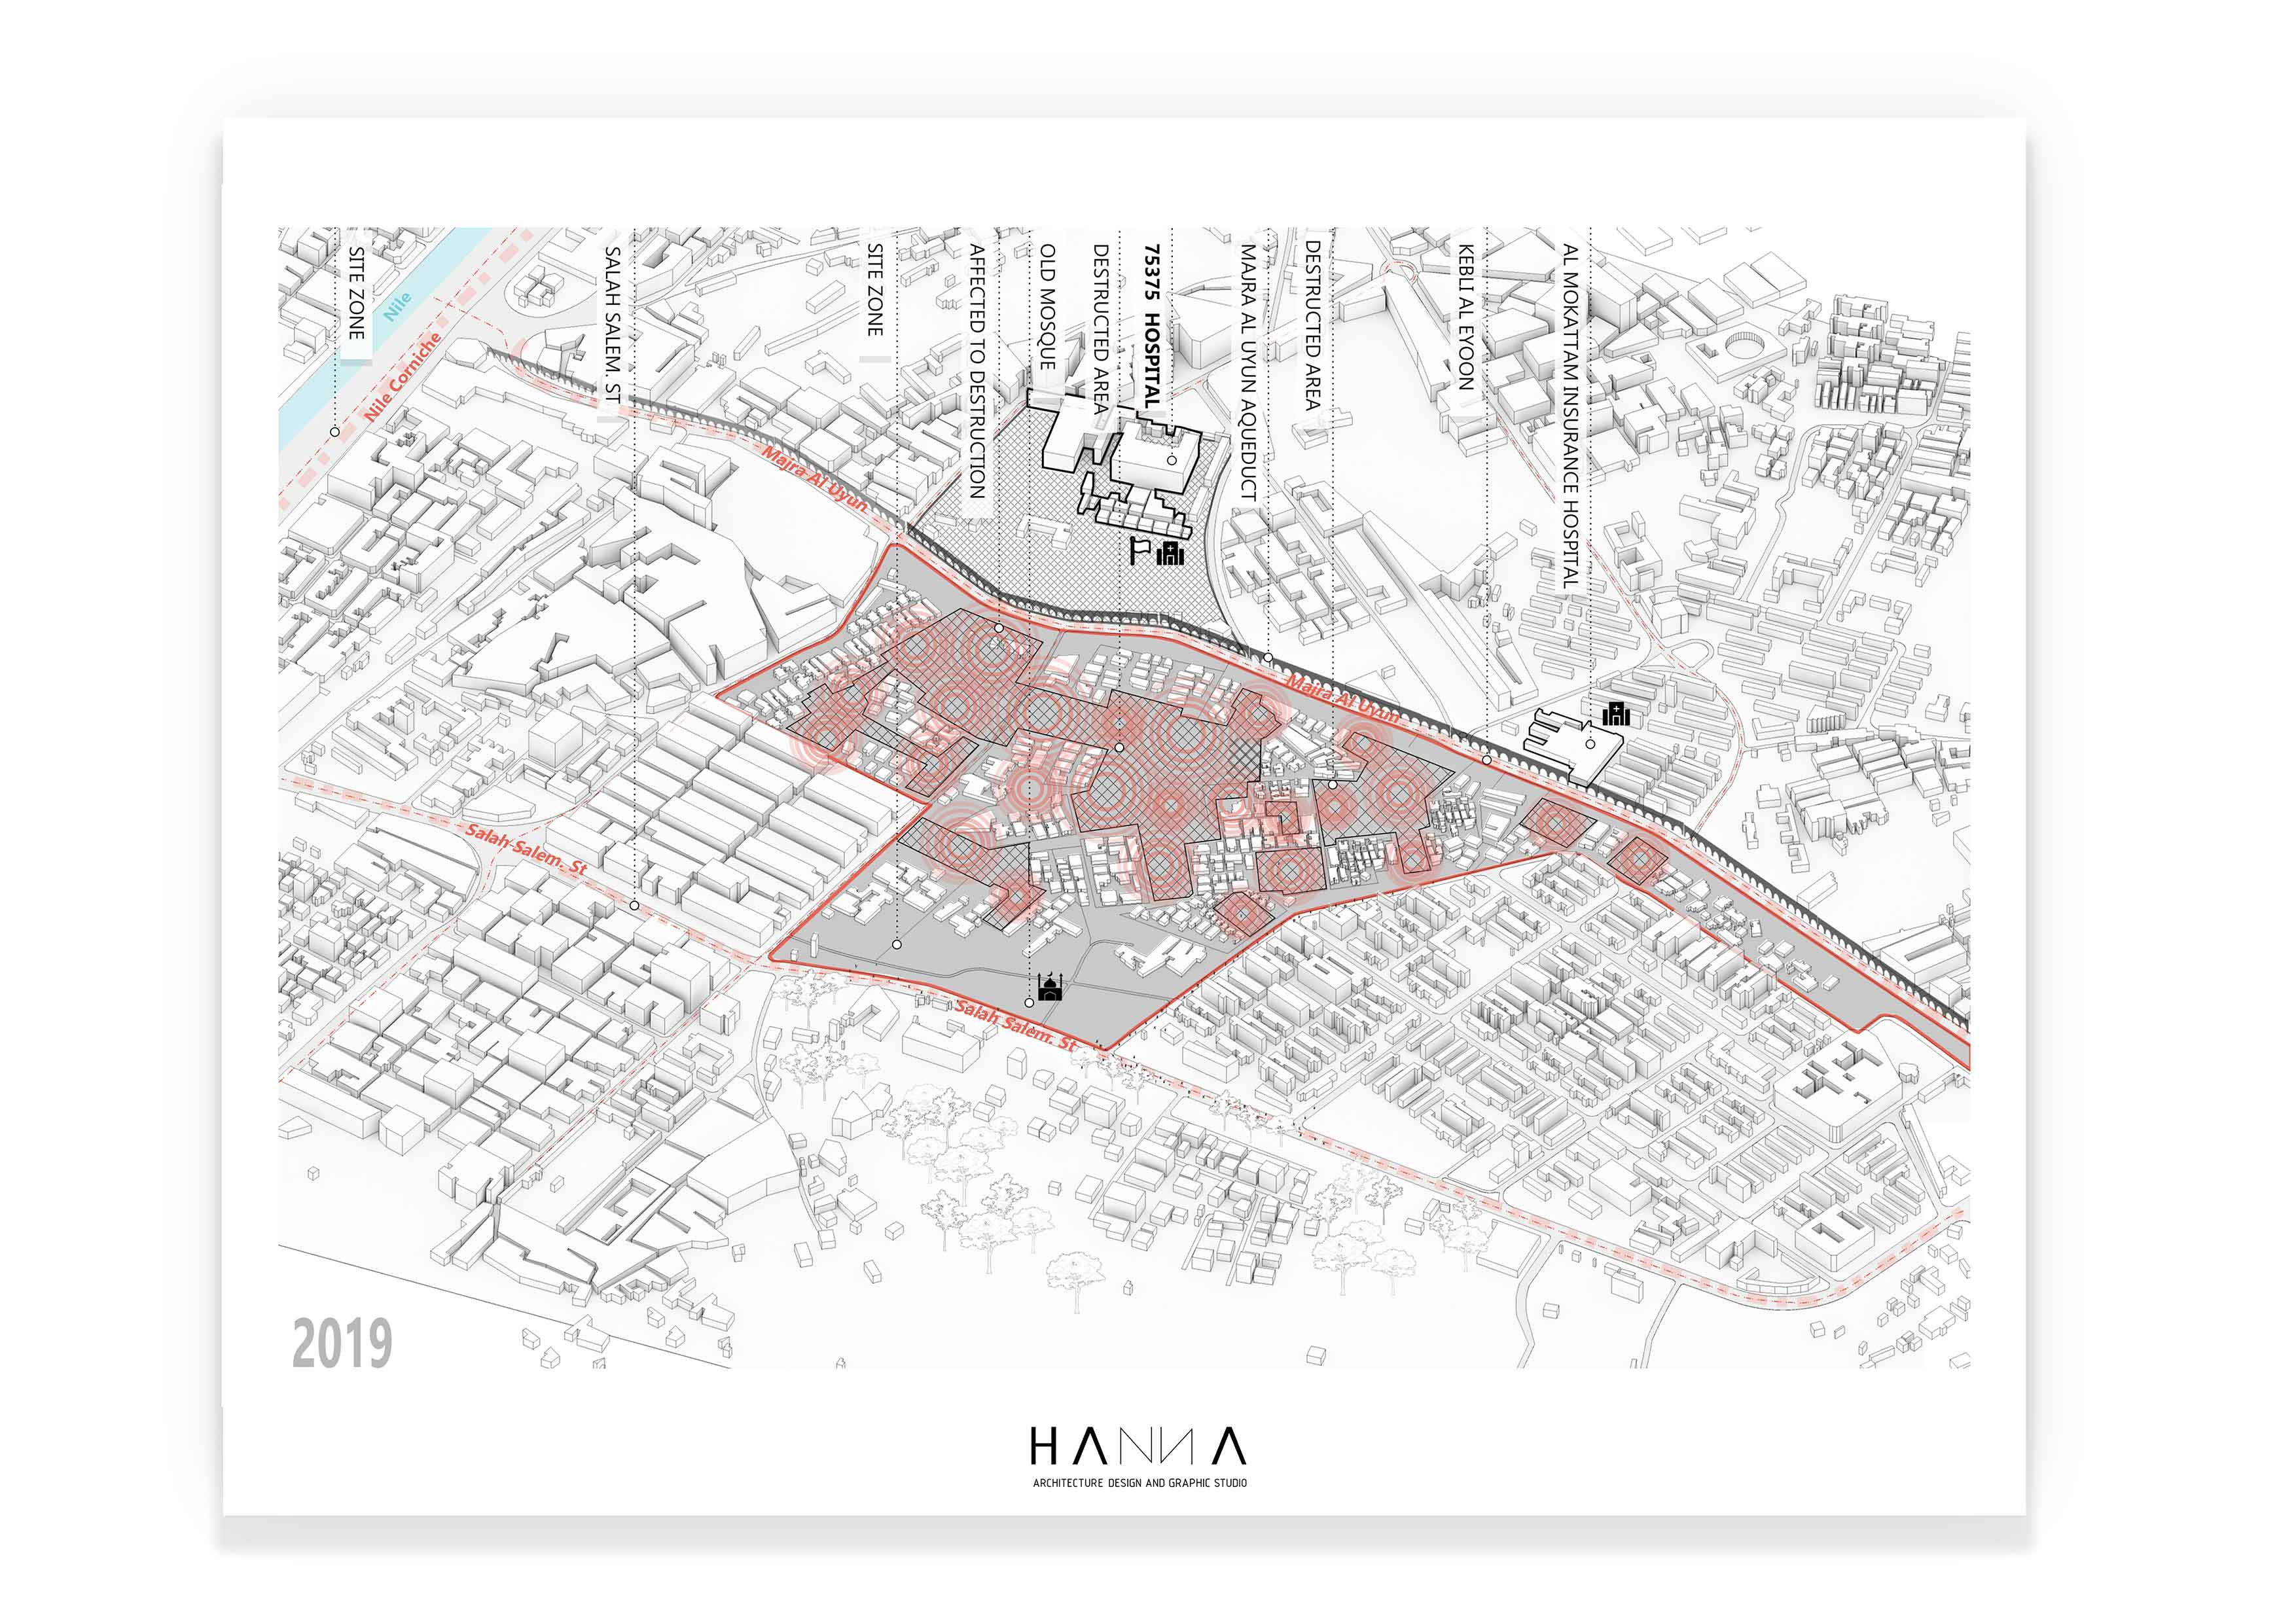 SITE ZONE
SALAH SALEM. ST
SITE ZONE
AFFECTED TO DESTRUCTION
OLD MOSQUE
DESTRUCTED AREA
75375 HOSPITAL
MAJRA AL UYUN AQUEDUCT
DESTRUCTED AREA
KEBLI AL EYOON
AL MOKATTAM INSURANCE HOSPITAL
Nile
Nile Corniche
Majra Al Uyun
Majra Al Uyun
Salah Salem. St
Salah Salem. St
2019
HANNA
ARCHITECTURE DESIGN AND GRAPHIC STUDIO